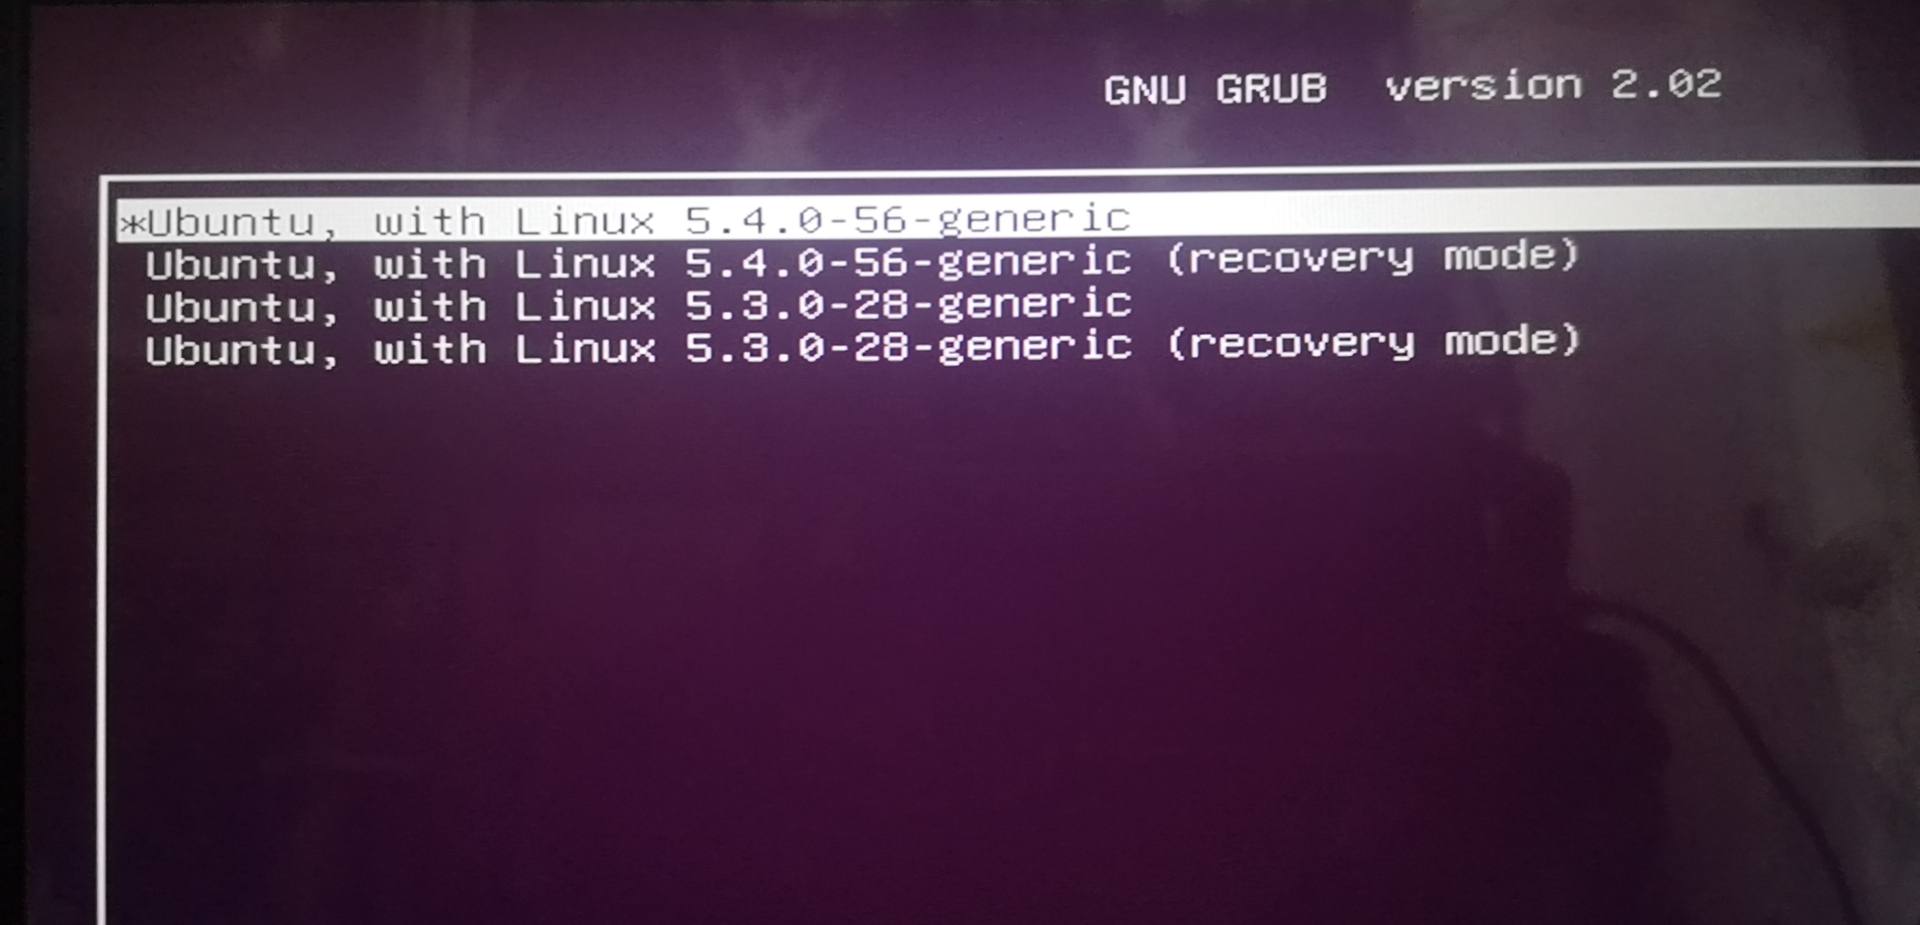 GNU GRUB  version 2.02
*Ubuntu, with Linux 5.4.0-56-generic
Ubuntu, with Linux 5.4.0-56-generic (recovery mode)
Ubuntu, with Linux 5.3.0-28-generic
Ubuntu, with Linux 5.3.0-28-generic (recovery mode)